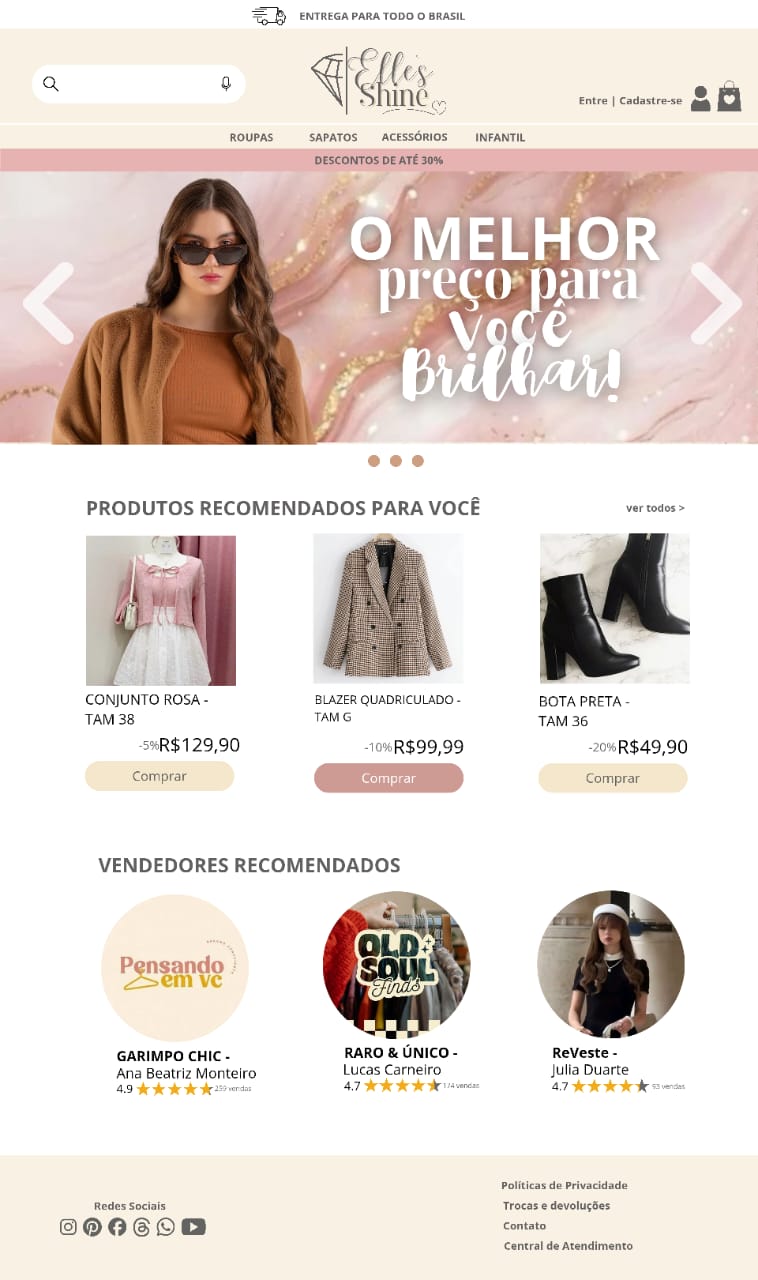 ENTREGA PARA TODO O BRASIL
Elle's
Shine
Entre | Cadastre-se
ROUPAS SAPATOS ACESSÓRIOS INFANTIL
DESCONTOS DE ATÉ 30%
O MELHOR
preço para
você
Brilhar!
PRODUTOS RECOMENDADOS PARA VOCÊ
ver todos >
CONJUNTO ROSA -
TAM 38
-5% R$129,90
Comprar
BLAZER QUADRICULADO -
TAM G
-10% R$99,99
Comprar
BOTA PRETA -
TAM 36
-20% R$49,90
Comprar
VENDEDORES RECOMENDADOS
Pensando
em vc
GARIMPO CHIC -
Ana Beatriz Monteiro
4.9 259 vendas
OLD
SOUL
Finds
RARO & ÚNICO -
Lucas Carneiro
4.7 174 vendas
ReVeste -
Julia Duarte
4.7 93 vendas
Redes Sociais
Políticas de Privacidade
Trocas e devoluções
Contato
Central de Atendimento